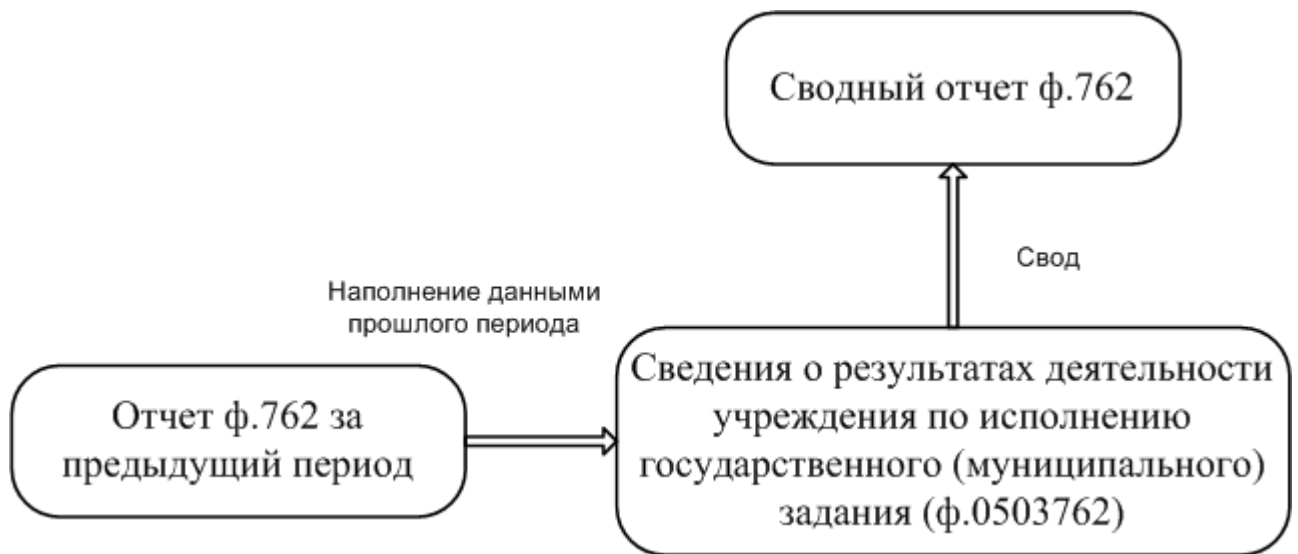 Сводный отчет ф.762
Свод
Наполнение данными
прошлого периода
Отчет ф.762 за
предыдущий период
Сведения о результатах деятельности
учреждения по исполнению
государственного (муниципального)
задания (ф.0503762)